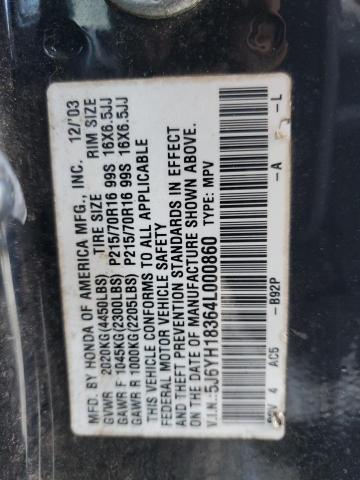 MFD. BY HONDA OF AMERICA MFG., INC. 12/'03
TIRE SIZE RIM SIZE
GVWR 2020KG(4450LBS)
GAWR F 1045KG(2300LBS) P215/70R16 99S 16X6.5JJ
GAWR R 1000KG(2205LBS) P215/70R16 99S 16X6.5JJ
THIS VEHICLE CONFORMS TO ALL APPLICABLE
FEDERAL MOTOR VEHICLE SAFETY
AND THEFT PREVENTION STANDARDS IN EFFECT
ON THE DATE OF MANUFACTURE SHOWN ABOVE.
V.I.N.: 5J6YH18364L000860 TYPE: MPV
4 AC5 -B92P -A -L